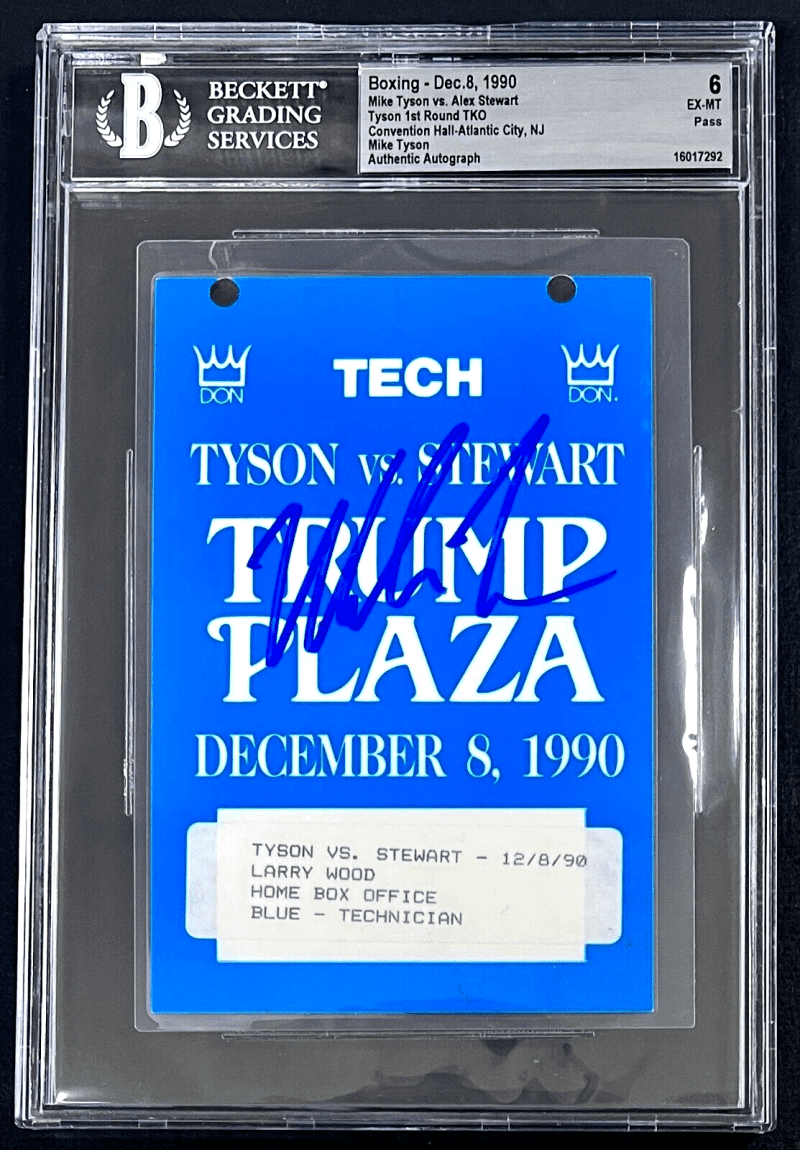 BECKETT®
GRADING
SERVICES
Boxing - Dec.8, 1990
Mike Tyson vs. Alex Stewart
Tyson 1st Round TKO
Convention Hall-Atlantic City, NJ
Mike Tyson
Authentic Autograph
6
EX-MT
Pass
16017292
B
DON
TECH
DON.
TYSON vs. STEWART
TRUMP
PLAZA
DECEMBER 8, 1990
TYSON VS. STEWART - 12/8/90
LARRY WOOD
HOME BOX OFFICE
BLUE - TECHNICIAN